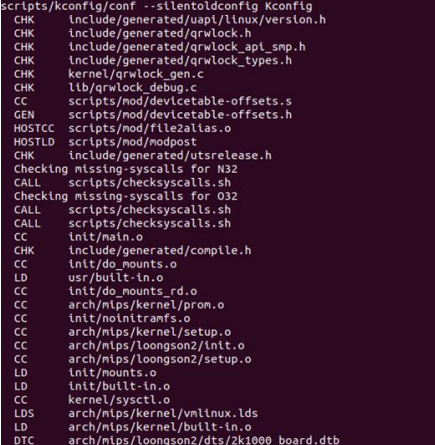 scripts/kconfig/conf --silentoldconfig Kconfig
CHK include/generated/uapi/linux/version.h
CHK include/generated/qrwlock.h
CHK include/generated/qrwlock_api_smp.h
CHK include/generated/qrwlock_types.h
CHK kernel/qrwlock_gen.c
CHK lib/qrwlock_debug.c
CC scripts/mod/devicetable-offsets.s
GEN scripts/mod/devicetable-offsets.h
HOSTCC scripts/mod/file2alias.o
HOSTLD scripts/mod/modpost
CHK include/generated/utsrelease.h
Checking missing-syscalls for N32
CALL scripts/checksyscalls.sh
Checking missing-syscalls for O32
CALL scripts/checksyscalls.sh
CALL scripts/checksyscalls.sh
CC init/main.o
CHK include/generated/compile.h
CC init/do_mounts.o
LD usr/built-in.o
CC init/do_mounts_rd.o
CC arch/mips/kernel/prom.o
CC init/noinitramfs.o
CC arch/mips/kernel/setup.o
CC arch/mips/loongson2/init.o
CC arch/mips/loongson2/setup.o
LD init/mounts.o
LD init/built-in.o
CC kernel/sysctl.o
LDS arch/mips/kernel/vmlinux.lds
LD arch/mips/kernel/built-in.o
DTC arch/mips/loongson2/dts/2k1000_board.dtb